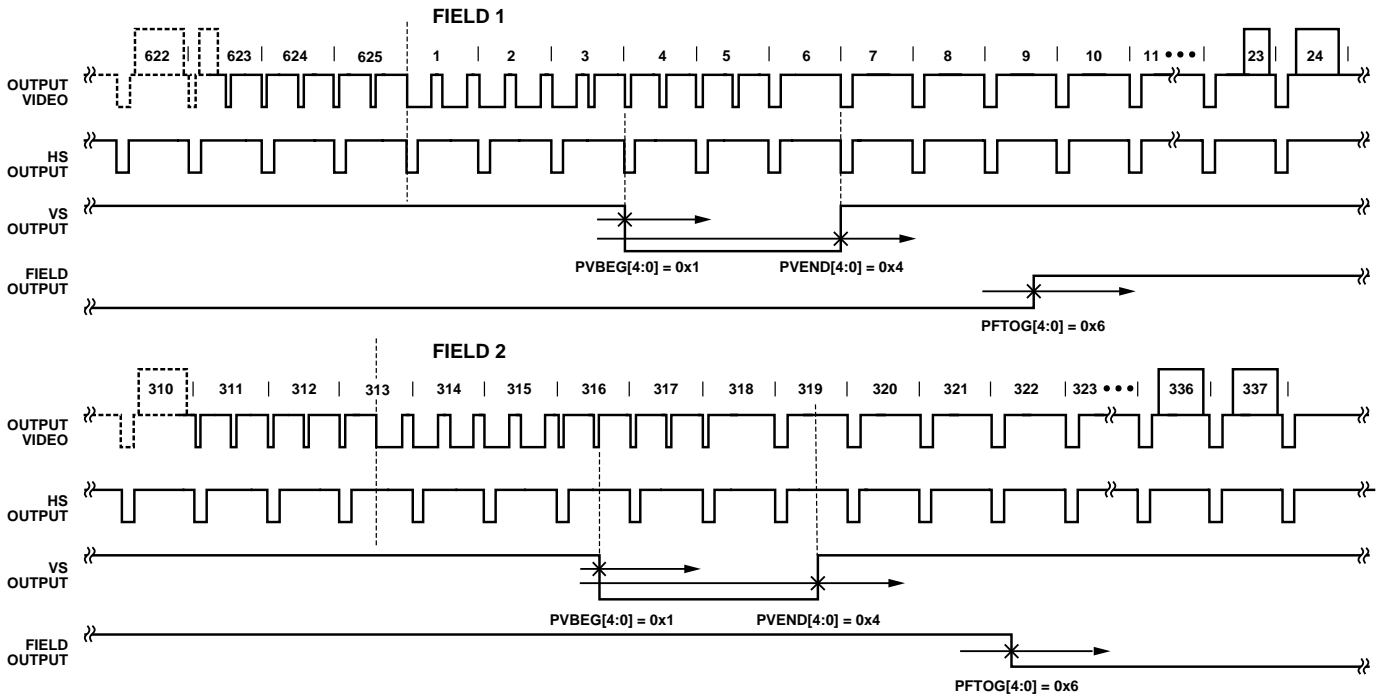 FIELD 1
622 623 624 625 1 2 3 4 5 6 7 8 9 10 11 ••• 23 24
OUTPUT
VIDEO
HS
OUTPUT
VS
OUTPUT
PVBEG[4:0] = 0x1 PVEND[4:0] = 0x4
FIELD
OUTPUT
PFTOG[4:0] = 0x6
FIELD 2
310 311 312 313 314 315 316 317 318 319 320 321 322 323 ••• 336 337
OUTPUT
VIDEO
HS
OUTPUT
VS
OUTPUT
PVBEG[4:0] = 0x1 PVEND[4:0] = 0x4
FIELD
OUTPUT
PFTOG[4:0] = 0x6